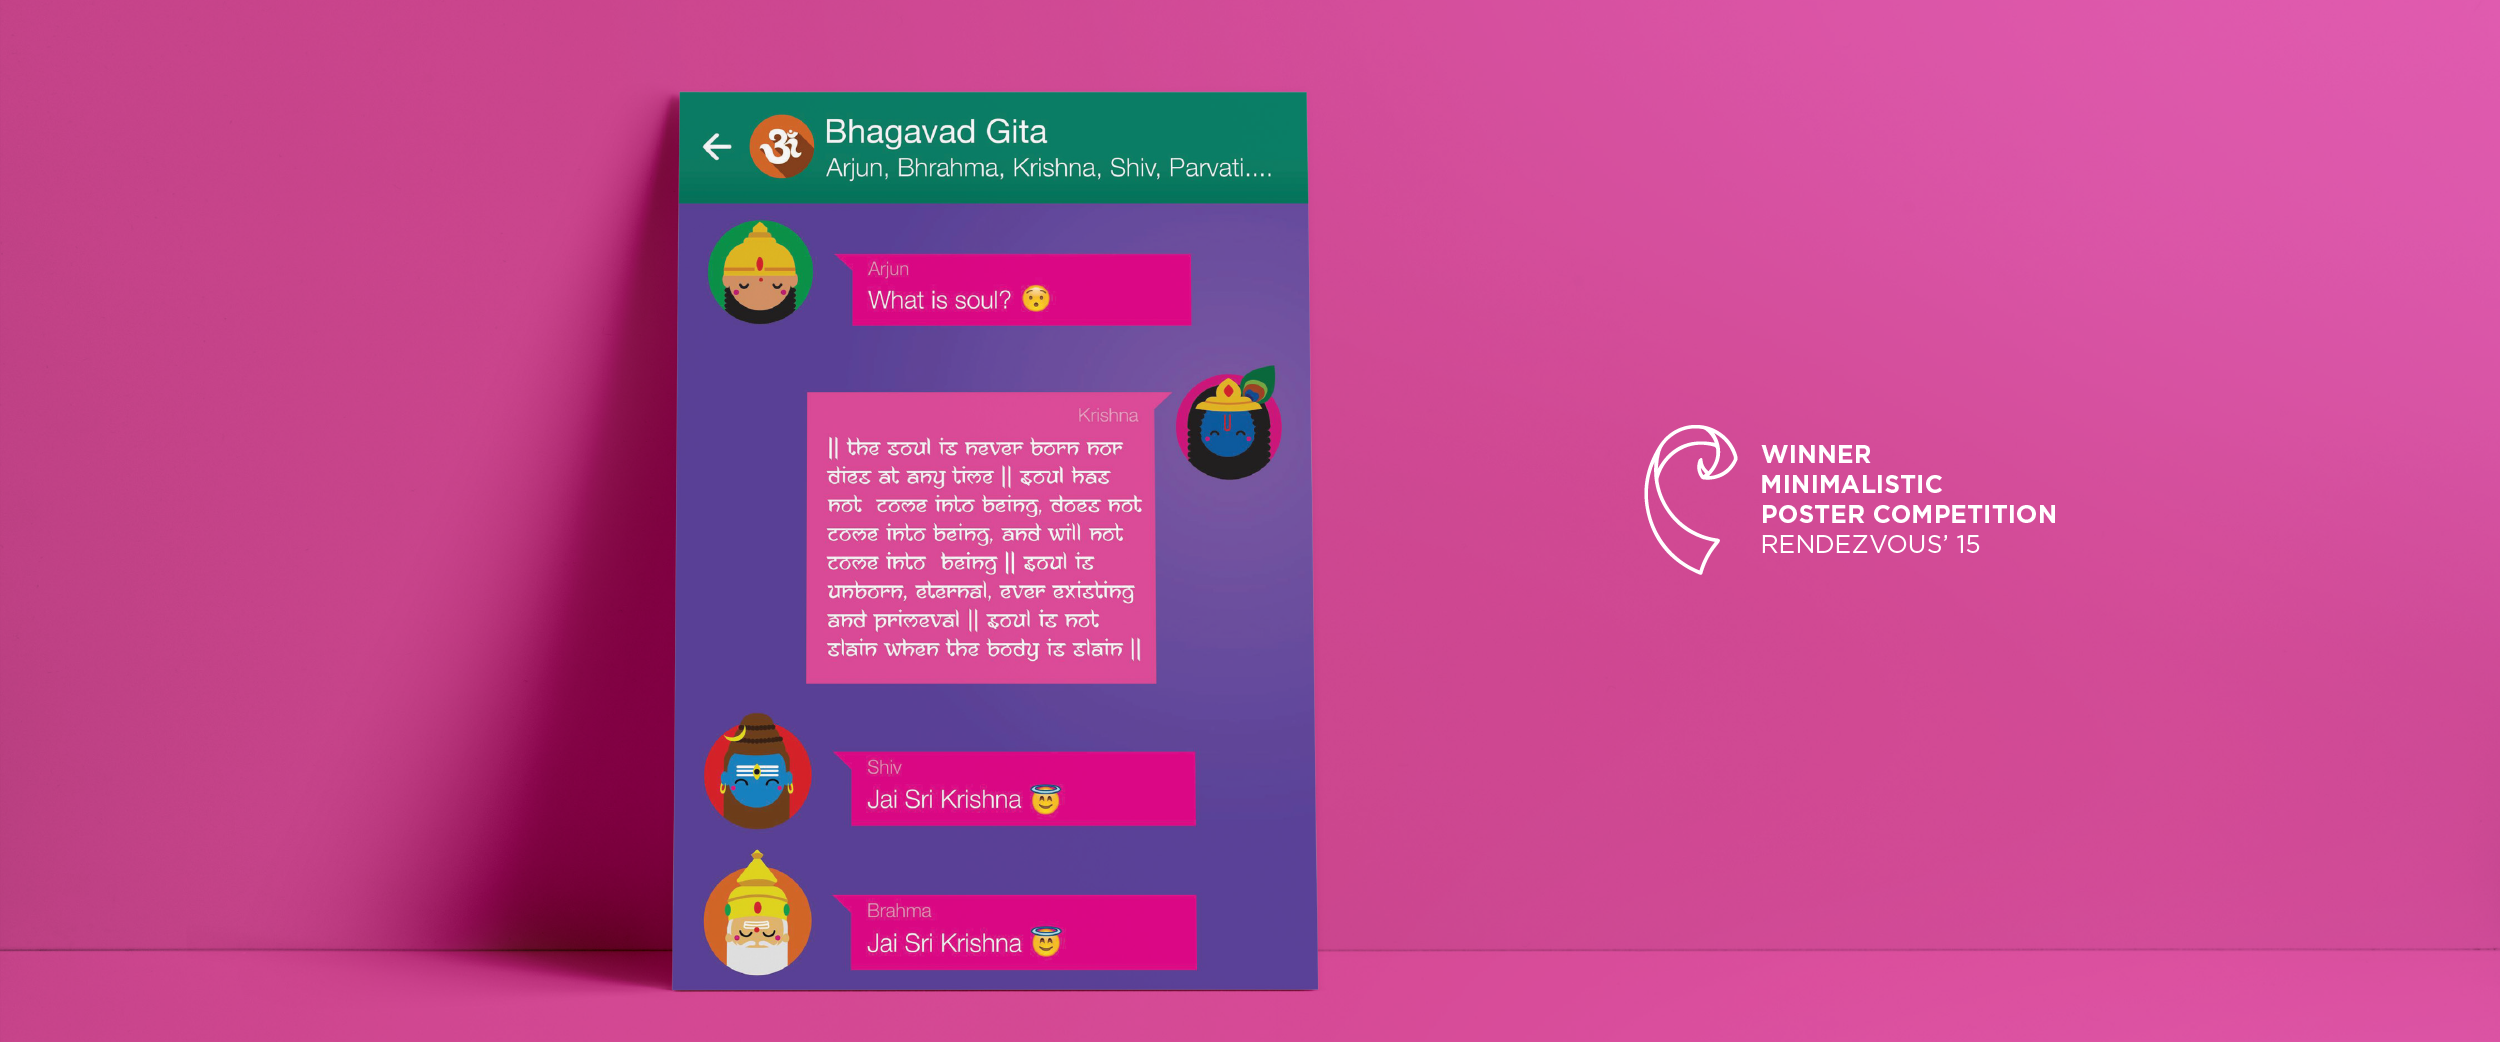 ॐ
Bhagavad Gita
Arjun, Bhrahma, Krishna, Shiv, Parvati....
Arjun
What is soul? 😯
Krishna
|| the soul is never born nor
dies at any time || soul has
not come into being, does not
come into being, and will not
come into being || soul is
unborn, eternal, ever existing
and primeval || soul is not
slain when the body is slain ||
Shiv
Jai Sri Krishna 😇
Brahma
Jai Sri Krishna 😇
WINNER
MINIMALISTIC
POSTER COMPETITION
RENDEZVOUS’ 15